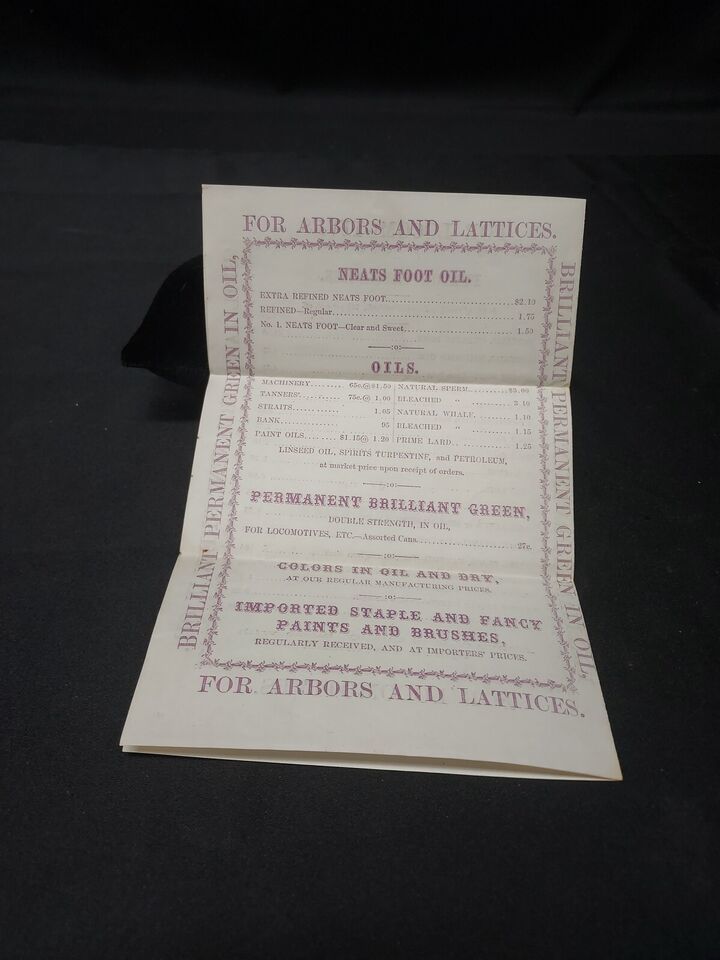 FOR ARBORS AND LATTICES.
BRILLIANT PERMANENT GREEN IN OIL,
BRILLIANT PERMANENT GREEN IN OIL,
NEATS FOOT OIL.
EXTRA REFINED NEATS FOOT.......................................$2.10
REFINED—Regular............................................................1.75
No. 1. NEATS FOOT—Clear and Sweet..............................1.50
——:o:——
OILS.
MACHINERY........ 65c.@$1.50
TANNERS'........... 75c.@ 1.00
STRAITS................ 1.05
BANK................... 95
PAINT OILS....... $1.15@ 1.20
NATURAL SPERM...........$3.00
BLEACHED „ ........... 3.10
NATURAL WHALE. ......... 1.10
BLEACHED „ ........... 1.15
PRIME LARD.. ............... 1.25
LINSEED OIL, SPIRITS TURPENTINE, and PETROLEUM,
at market price upon receipt of orders.
——:o:——
PERMANENT BRILLIANT GREEN,
DOUBLE STRENGTH, IN OIL,
FOR LOCOMOTIVES, ETC.—Assorted Cans..............................27c.
——:o:——
COLORS IN OIL AND DRY,
AT OUR REGULAR MANUFACTURING PRICES.
——:o:——
IMPORTED STAPLE AND FANCY
PAINTS AND BRUSHES,
REGULARLY RECEIVED, AND AT IMPORTERS' PRICES.
FOR ARBORS AND LATTICES.